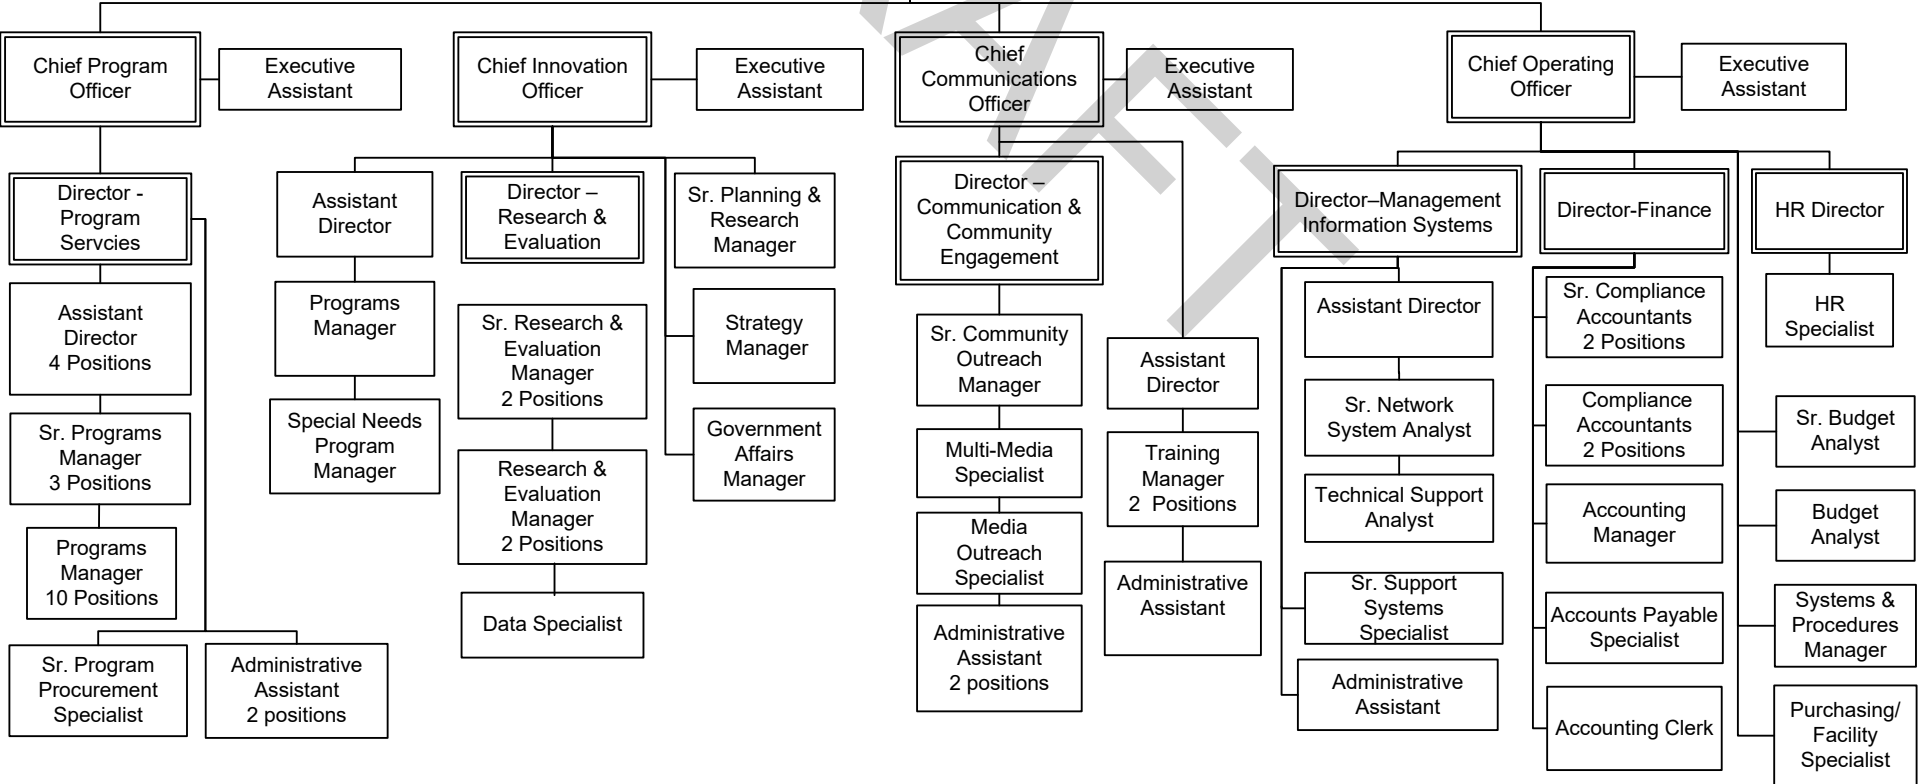 Chief Program
Officer
Executive
Assistant
Chief Innovation
Officer
Executive
Assistant
Chief
Communications
Officer
Executive
Assistant
Chief Operating
Officer
Executive
Assistant
Director -
Program
Servcies
Assistant
Director
4 Positions
Sr. Programs
Manager
3 Positions
Programs
Manager
10 Positions
Sr. Program
Procurement
Specialist
Administrative
Assistant
2 positions
Assistant
Director
Programs
Manager
Special Needs
Program
Manager
Director –
Research &
Evaluation
Sr. Research &
Evaluation
Manager
2 Positions
Research &
Evaluation
Manager
2 Positions
Data Specialist
Sr. Planning &
Research
Manager
Strategy
Manager
Government
Affairs
Manager
Director –
Communication &
Community
Engagement
Sr. Community
Outreach
Manager
Multi-Media
Specialist
Media
Outreach
Specialist
Administrative
Assistant
2 positions
Assistant
Director
Training
Manager
2 Positions
Administrative
Assistant
Director–Management
Information Systems
Assistant Director
Sr. Network
System Analyst
Technical Support
Analyst
Sr. Support
Systems
Specialist
Administrative
Assistant
Director-Finance
Sr. Compliance
Accountants
2 Positions
Compliance
Accountants
2 Positions
Accounting
Manager
Accounts Payable
Specialist
Accounting Clerk
HR Director
HR
Specialist
Sr. Budget
Analyst
Budget
Analyst
Systems &
Procedures
Manager
Purchasing/
Facility
Specialist
RAFT